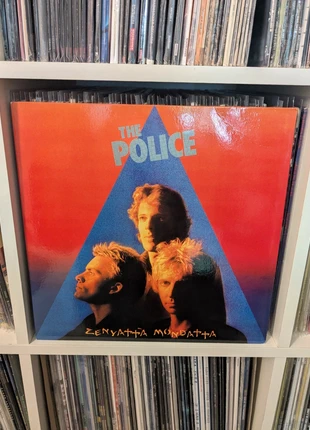 THE
POLICE
ZENYATTA MONDATTA